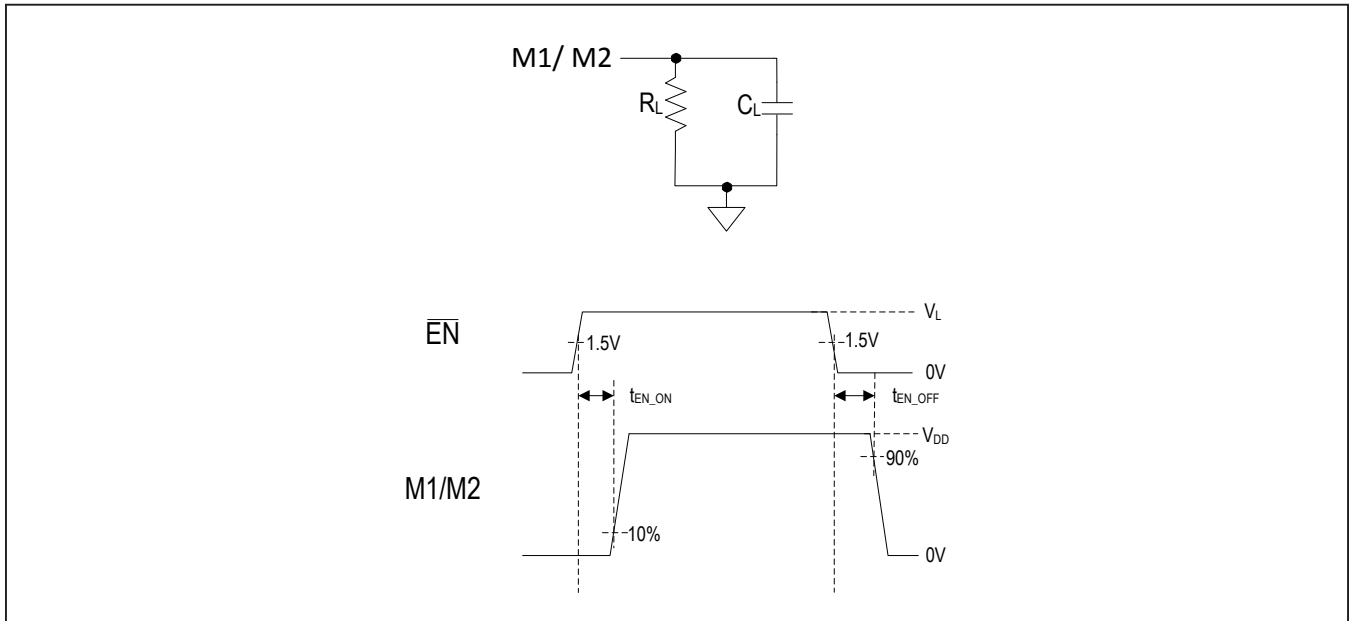 M1/ M2
RL
CL
EN
VL
1.5V
1.5V
0V
tEN_ON
tEN_OFF
VDD
90%
M1/M2
10%
0V